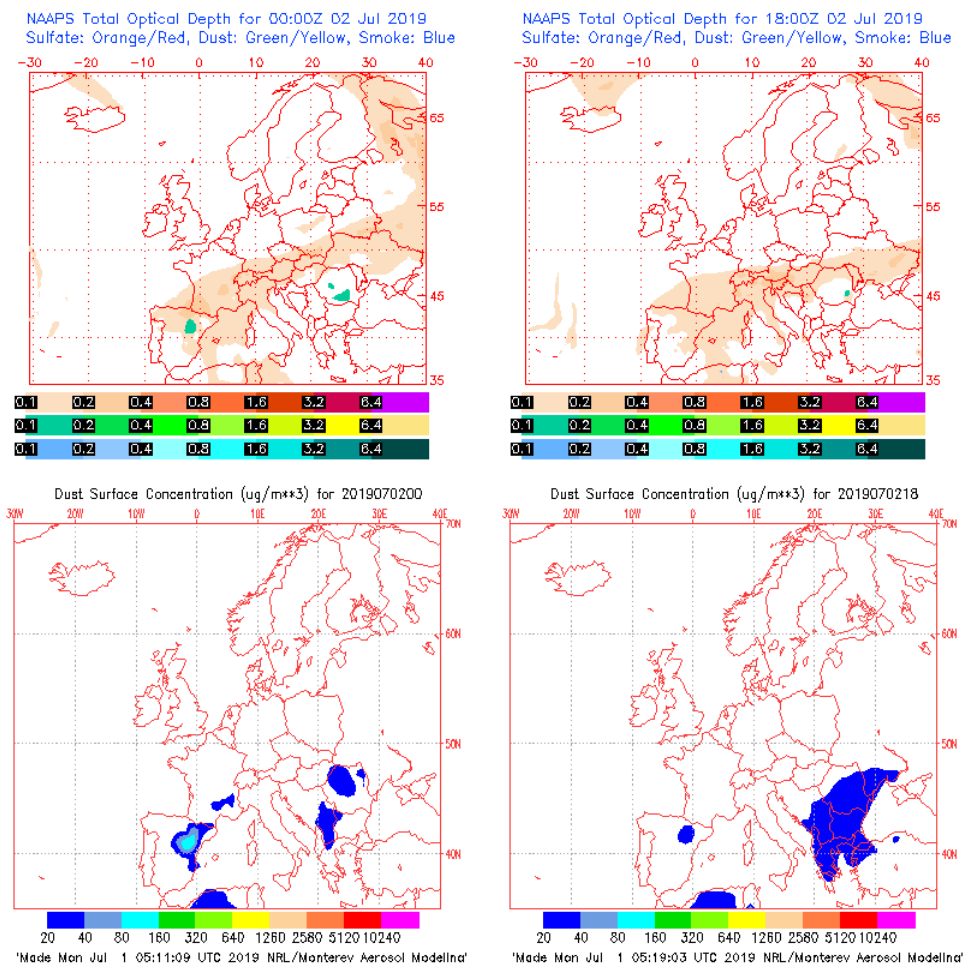 NAAPS Total Optical Depth for 00:00Z 02 Jul 2019
Sulfate: Orange/Red, Dust: Green/Yellow, Smoke: Blue
-30 -20 -10 0 10 20 30 40
65
55
45
35
0.1 0.2 0.4 0.8 1.6 3.2 6.4
0.1 0.2 0.4 0.8 1.6 3.2 6.4
0.1 0.2 0.4 0.8 1.6 3.2 6.4
NAAPS Total Optical Depth for 18:00Z 02 Jul 2019
Sulfate: Orange/Red, Dust: Green/Yellow, Smoke: Blue
-30 -20 -10 0 10 20 30 40
65
55
45
35
0.1 0.2 0.4 0.8 1.6 3.2 6.4
0.1 0.2 0.4 0.8 1.6 3.2 6.4
0.1 0.2 0.4 0.8 1.6 3.2 6.4
Dust Surface Concentration (ug/m**3) for 2019070200
30W 20W 10W 0 10E 20E 30E 40E
70N
60N
50N
40N
20 40 80 160 320 640 1260 2580 5120 10240
'Made Mon Jul 1 05:11:09 UTC 2019 NRL/Monterey Aerosol Modeling'
Dust Surface Concentration (ug/m**3) for 2019070218
30W 20W 10W 0 10E 20E 30E 40E
70N
60N
50N
40N
20 40 80 160 320 640 1260 2580 5120 10240
'Made Mon Jul 1 05:19:03 UTC 2019 NRL/Monterey Aerosol Modeling'